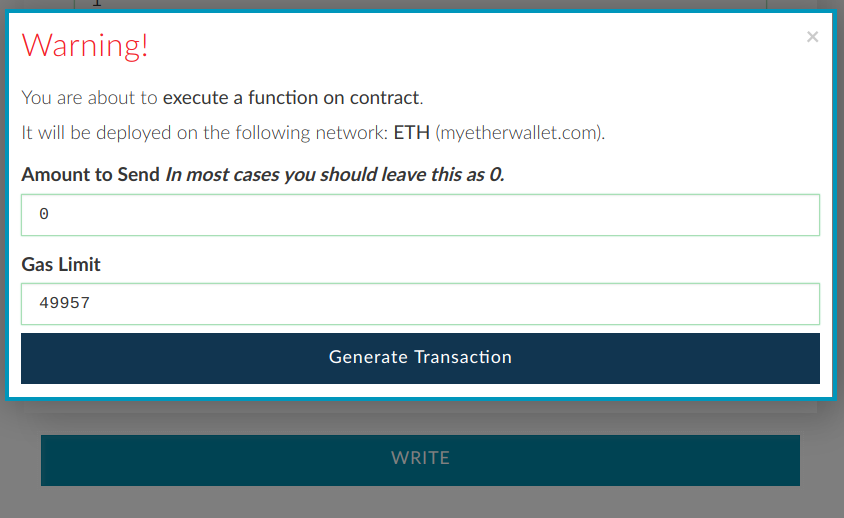 1
Warning!
×
You are about to execute a function on contract.
It will be deployed on the following network: ETH (myetherwallet.com).
Amount to Send In most cases you should leave this as 0.
0
Gas Limit
49957
Generate Transaction
WRITE